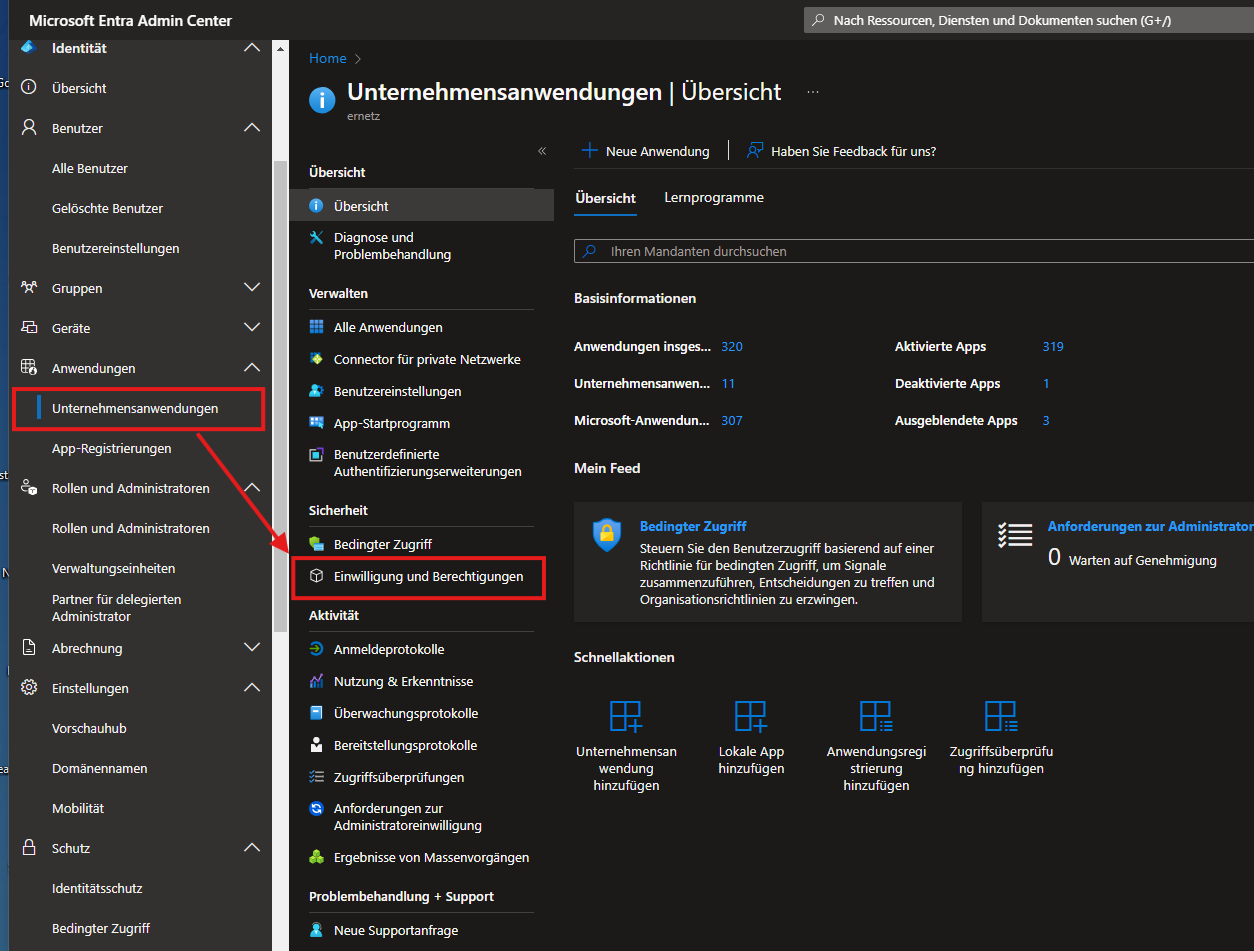 Microsoft Entra Admin Center
Nach Ressourcen, Diensten und Dokumenten suchen (G+/)
Identität
Übersicht
Benutzer
Alle Benutzer
Gelöschte Benutzer
Benutzereinstellungen
Gruppen
Geräte
Anwendungen
Unternehmensanwendungen
App-Registrierungen
Rollen und Administratoren
Rollen und Administratoren
Verwaltungseinheiten
Partner für delegierten
Administrator
Abrechnung
Einstellungen
Vorschauhub
Domänennamen
Mobilität
Schutz
Identitätsschutz
Bedingter Zugriff
Home >
Unternehmensanwendungen | Übersicht ...
ernetz
«
Übersicht
Übersicht
Diagnose und
Problembehandlung
Verwalten
Alle Anwendungen
Connector für private Netzwerke
Benutzereinstellungen
App-Startprogramm
Benutzerdefinierte
Authentifizierungserweiterungen
Sicherheit
Bedingter Zugriff
Einwilligung und Berechtigungen
Aktivität
Anmeldeprotokolle
Nutzung & Erkenntnisse
Überwachungsprotokolle
Bereitstellungsprotokolle
Zugriffsüberprüfungen
Anforderungen zur
Administratoreinwilligung
Ergebnisse von Massenvorgängen
Problembehandlung + Support
Neue Supportanfrage
Neue Anwendung
Haben Sie Feedback für uns?
Übersicht
Lernprogramme
Ihren Mandanten durchsuchen
Basisinformationen
Anwendungen insges... 320
Aktivierte Apps 319
Unternehmensanwen... 11
Deaktivierte Apps 1
Microsoft-Anwendun... 307
Ausgeblendete Apps 3
Mein Feed
Bedingter Zugriff
Steuern Sie den Benutzerzugriff basierend auf einer
Richtlinie für bedingten Zugriff, um Signale
zusammenzuführen, Entscheidungen zu treffen und
Organisationsrichtlinien zu erzwingen.
Anforderungen zur Administrator
0 Warten auf Genehmigung
Schnellaktionen
Unternehmensan
wendung
hinzufügen
Lokale App
hinzufügen
Anwendungsregi
strierung
hinzufügen
Zugriffsüberprüfu
ng hinzufügen